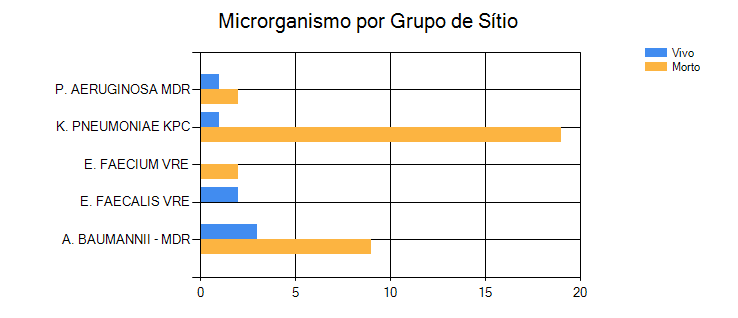 Microrganismo por Grupo de Sítio
Vivo
Morto
P. AERUGINOSA MDR
K. PNEUMONIAE KPC
E. FAECIUM VRE
E. FAECALIS VRE
A. BAUMANNII - MDR
0 5 10 15 20